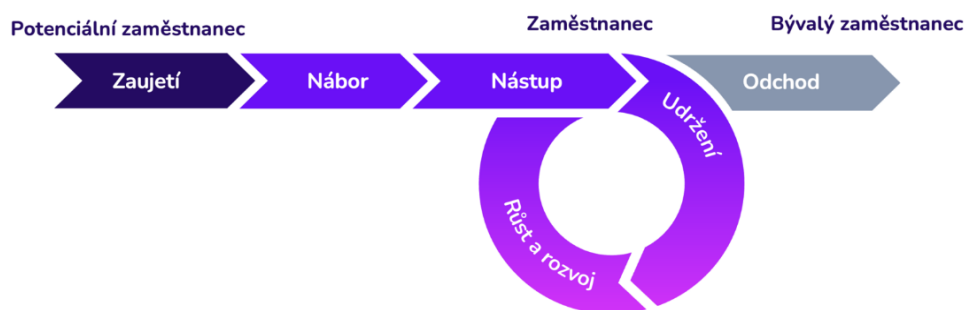 Potenciální zaměstnanec
Zaměstnanec
Bývalý zaměstnanec
Zaujetí
Nábor
Nástup
Odchod
Udržení
Růst a rozvoj